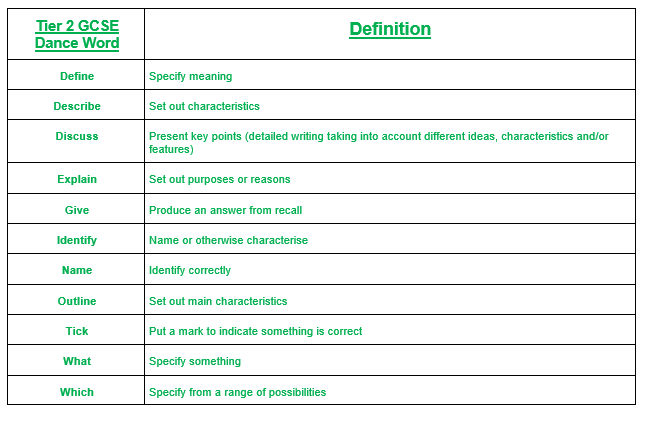 Tier 2 GCSE
Dance Word
Definition
Define
Specify meaning
Describe
Set out characteristics
Discuss
Present key points (detailed writing taking into account different ideas, characteristics and/or
features)
Explain
Set out purposes or reasons
Give
Produce an answer from recall
Identify
Name or otherwise characterise
Name
Identify correctly
Outline
Set out main characteristics
Tick
Put a mark to indicate something is correct
What
Specify something
Which
Specify from a range of possibilities